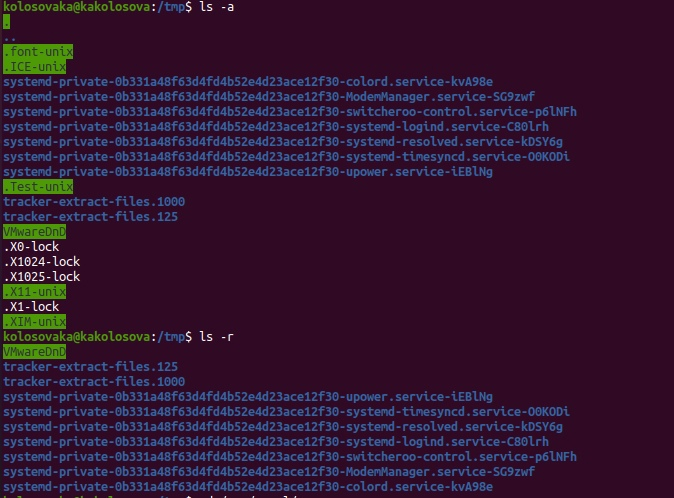 kolosovaka@kakolosova:/tmp$ ls -a
.
..
.font-unix
.ICE-unix
systemd-private-0b331a48f63d4fd4b52e4d23ace12f30-colord.service-kvA98e
systemd-private-0b331a48f63d4fd4b52e4d23ace12f30-ModemManager.service-SG9zwf
systemd-private-0b331a48f63d4fd4b52e4d23ace12f30-switcheroo-control.service-p6lNFh
systemd-private-0b331a48f63d4fd4b52e4d23ace12f30-systemd-logind.service-C80lrh
systemd-private-0b331a48f63d4fd4b52e4d23ace12f30-systemd-resolved.service-kDSY6g
systemd-private-0b331a48f63d4fd4b52e4d23ace12f30-systemd-timesyncd.service-O0KODi
systemd-private-0b331a48f63d4fd4b52e4d23ace12f30-upower.service-iEBlNg
.Test-unix
tracker-extract-files.1000
tracker-extract-files.125
VMwareDnD
.X0-lock
.X1024-lock
.X1025-lock
.X11-unix
.X1-lock
.XIM-unix
kolosovaka@kakolosova:/tmp$ ls -r
VMwareDnD
tracker-extract-files.125
tracker-extract-files.1000
systemd-private-0b331a48f63d4fd4b52e4d23ace12f30-upower.service-iEBlNg
systemd-private-0b331a48f63d4fd4b52e4d23ace12f30-systemd-timesyncd.service-O0KODi
systemd-private-0b331a48f63d4fd4b52e4d23ace12f30-systemd-resolved.service-kDSY6g
systemd-private-0b331a48f63d4fd4b52e4d23ace12f30-systemd-logind.service-C80lrh
systemd-private-0b331a48f63d4fd4b52e4d23ace12f30-switcheroo-control.service-p6lNFh
systemd-private-0b331a48f63d4fd4b52e4d23ace12f30-ModemManager.service-SG9zwf
systemd-private-0b331a48f63d4fd4b52e4d23ace12f30-colord.service-kvA98e